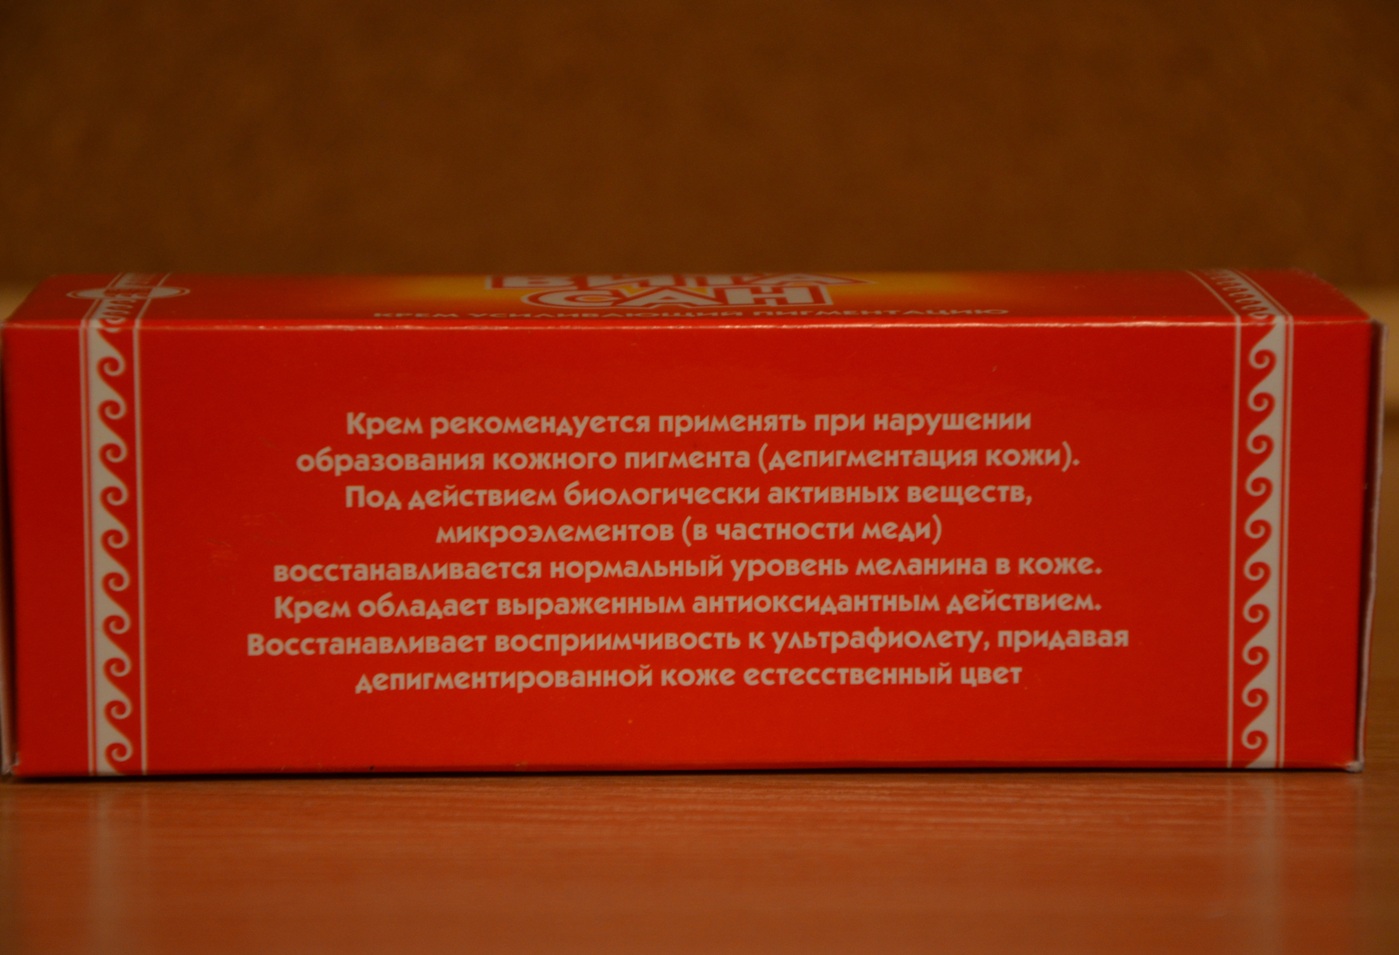 САН
КРЕМ УСИЛИВАЮЩИЙ ПИГМЕНТАЦИЮ
Крем рекомендуется применять при нарушении
образования кожного пигмента (депигментация кожи).
Под действием биологически активных веществ,
микроэлементов (в частности меди)
восстанавливается нормальный уровень меланина в коже.
Крем обладает выраженным антиоксидантным действием.
Восстанавливает восприимчивость к ультрафиолету, придавая
депигментированной коже естесственный цвет